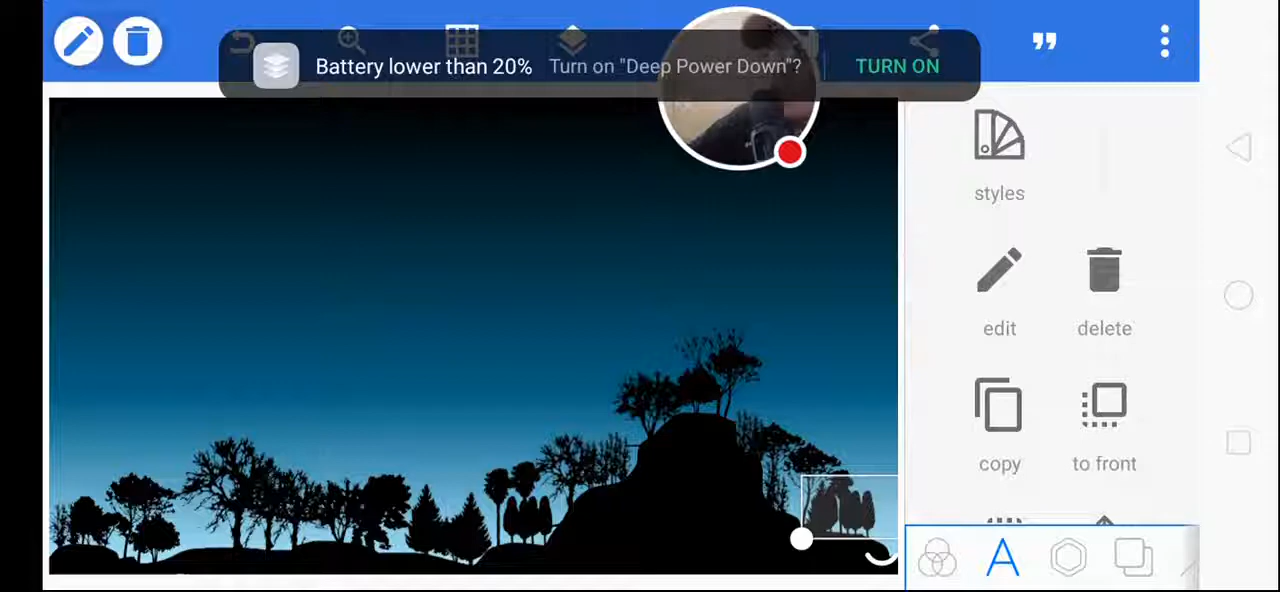 Battery lower than 20% Turn on "Deep Power Down"? TURN ON
styles
edit delete
copy to front